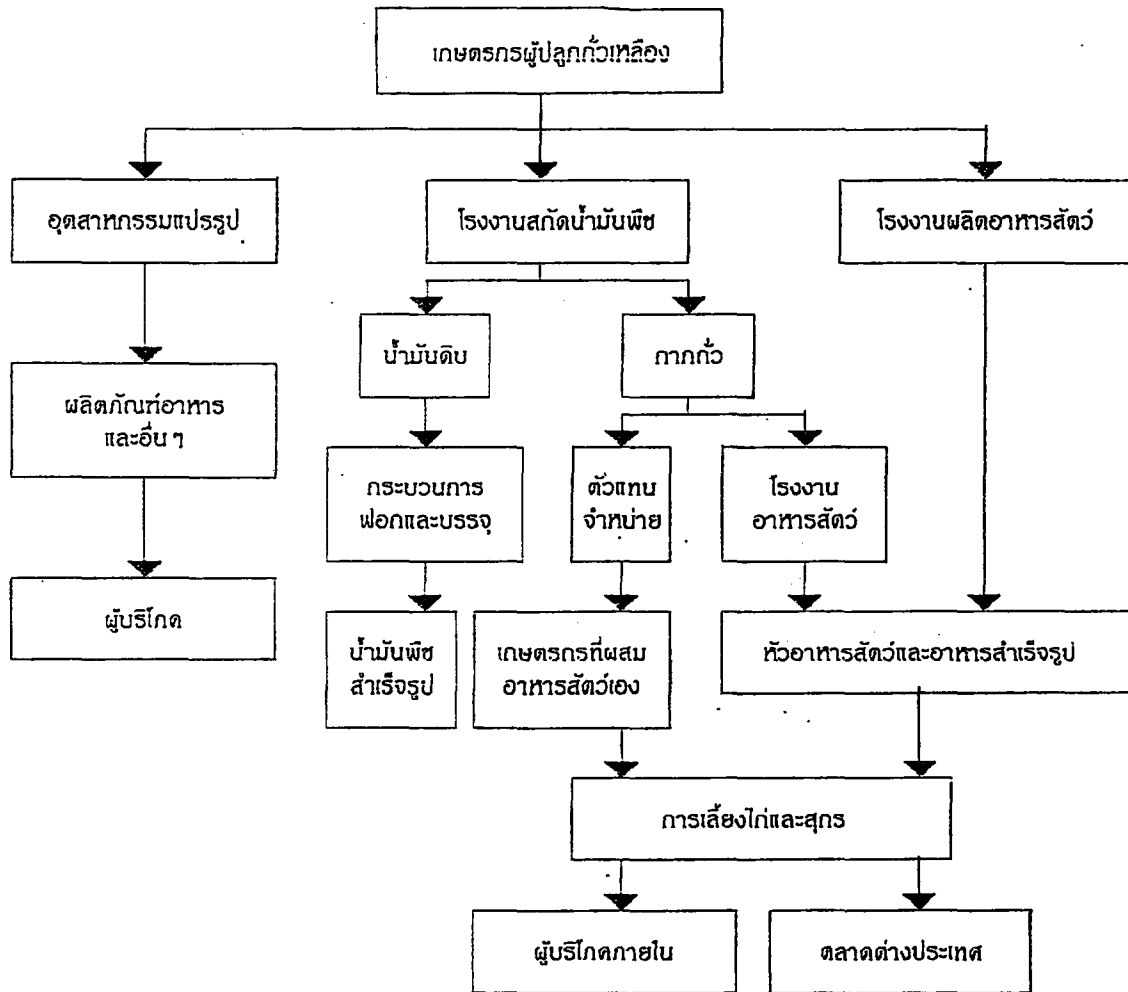 เกษตรกรผู้ปลูกถั่วเหลือง
อุตสาหกรรมแปรรูป
โรงงานสกัดน้ำมันพืช
โรงงานผลิตอาหารสัตว์
น้ำมันดิบ
กากถั่ว
ผลิตภัณฑ์อาหาร
และอื่นๆ
กระบวนการ
ฟอกและบรรจุ
ตัวแทน
จำหน่าย
โรงงาน
อาหารสัตว์
ผู้บริโภค
น้ำมันพืช
สำเร็จรูป
เกษตรกรที่ผสม
อาหารสัตว์เอง
หัวอาหารสัตว์และอาหารสำเร็จรูป
การเลี้ยงไก่และสุกร
ผู้บริโภคภายใน
ตลาดต่างประเทศ